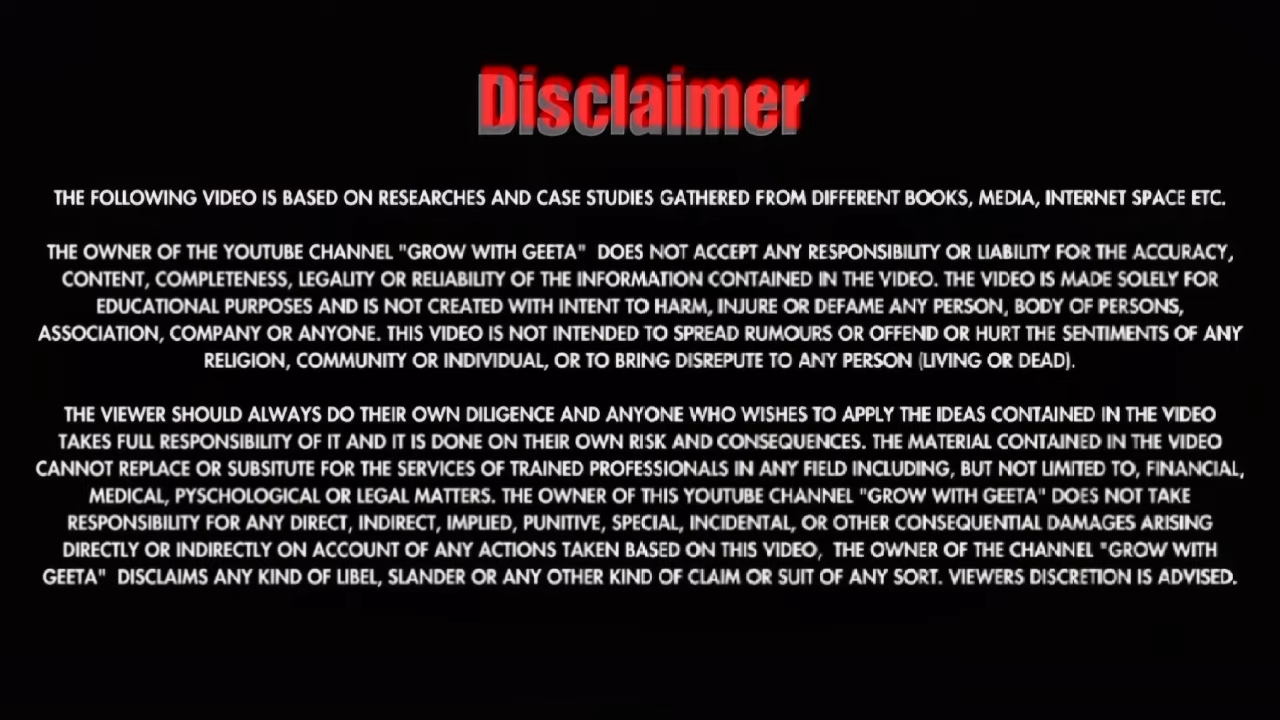 Disclaimer
THE FOLLOWING VIDEO IS BASED ON RESEARCHES AND CASE STUDIES GATHERED FROM DIFFERENT BOOKS, MEDIA, INTERNET SPACE ETC.
THE OWNER OF THE YOUTUBE CHANNEL "GROW WITH GEETA"  DOES NOT ACCEPT ANY RESPONSIBILITY OR LIABILITY FOR THE ACCURACY,
CONTENT, COMPLETENESS, LEGALITY OR RELIABILITY OF THE INFORMATION CONTAINED IN THE VIDEO. THE VIDEO IS MADE SOLELY FOR
EDUCATIONAL PURPOSES AND IS NOT CREATED WITH INTENT TO HARM, INJURE OR DEFAME ANY PERSON, BODY OF PERSONS,
ASSOCIATION, COMPANY OR ANYONE. THIS VIDEO IS NOT INTENDED TO SPREAD RUMOURS OR OFFEND OR HURT THE SENTIMENTS OF ANY
RELIGION, COMMUNITY OR INDIVIDUAL, OR TO BRING DISREPUTE TO ANY PERSON (LIVING OR DEAD).
THE VIEWER SHOULD ALWAYS DO THEIR OWN DILIGENCE AND ANYONE WHO WISHES TO APPLY THE IDEAS CONTAINED IN THE VIDEO
TAKES FULL RESPONSIBILITY OF IT AND IT IS DONE ON THEIR OWN RISK AND CONSEQUENCES. THE MATERIAL CONTAINED IN THE VIDEO
CANNOT REPLACE OR SUBSITUTE FOR THE SERVICES OF TRAINED PROFESSIONALS IN ANY FIELD INCLUDING, BUT NOT LIMITED TO, FINANCIAL,
MEDICAL, PYSCHOLOGICAL OR LEGAL MATTERS. THE OWNER OF THIS YOUTUBE CHANNEL "GROW WITH GEETA" DOES NOT TAKE
RESPONSIBILITY FOR ANY DIRECT, INDIRECT, IMPLIED, PUNITIVE, SPECIAL, INCIDENTAL, OR OTHER CONSEQUENTIAL DAMAGES ARISING
DIRECTLY OR INDIRECTLY ON ACCOUNT OF ANY ACTIONS TAKEN BASED ON THIS VIDEO,  THE OWNER OF THE CHANNEL "GROW WITH
GEETA"  DISCLAIMS ANY KIND OF LIBEL, SLANDER OR ANY OTHER KIND OF CLAIM OR SUIT OF ANY SORT. VIEWERS DISCRETION IS ADVISED.